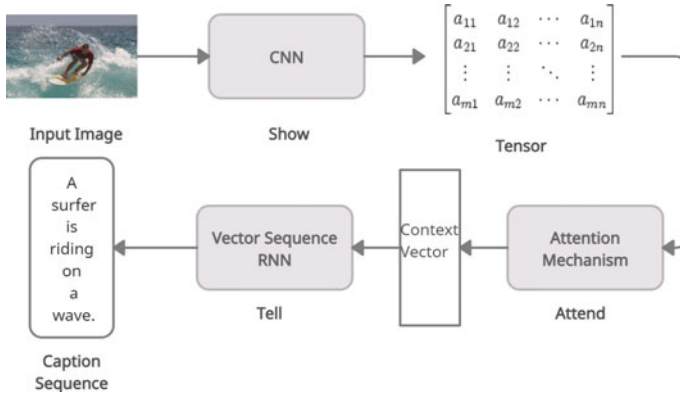 CNN
a11 a12 ⋯ a1n
a21 a22 ⋯ a2n
⋮ ⋮ ⋱ ⋮
am1 am2 ⋯ amn
Input Image
Show
Tensor
A
surfer
is
riding
on
a
wave.
Vector Sequence
RNN
Context
Vector
Attention
Mechanism
Tell
Attend
Caption
Sequence